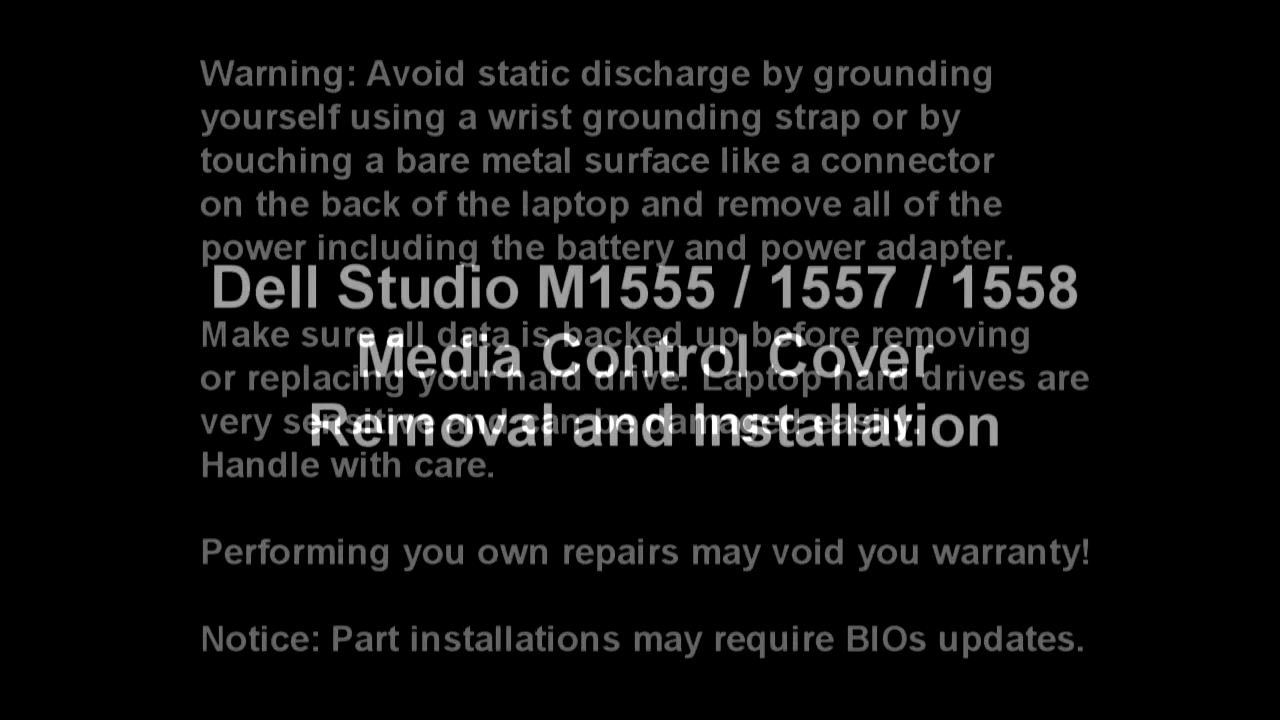 Warning: Avoid static discharge by grounding
yourself using a wrist grounding strap or by
touching a bare metal surface like a connector
on the back of the laptop and remove all of the
power including the battery and power adapter.
Dell Studio M1555 / 1557 / 1558
Make sure all data is backed up before removing
Media Control Cover
or replacing your hard drive. Laptop hard drives are
very sensitive and can be damaged easily.
Removal and Installation
Handle with care.
Performing you own repairs may void you warranty!
Notice: Part installations may require BIOs updates.